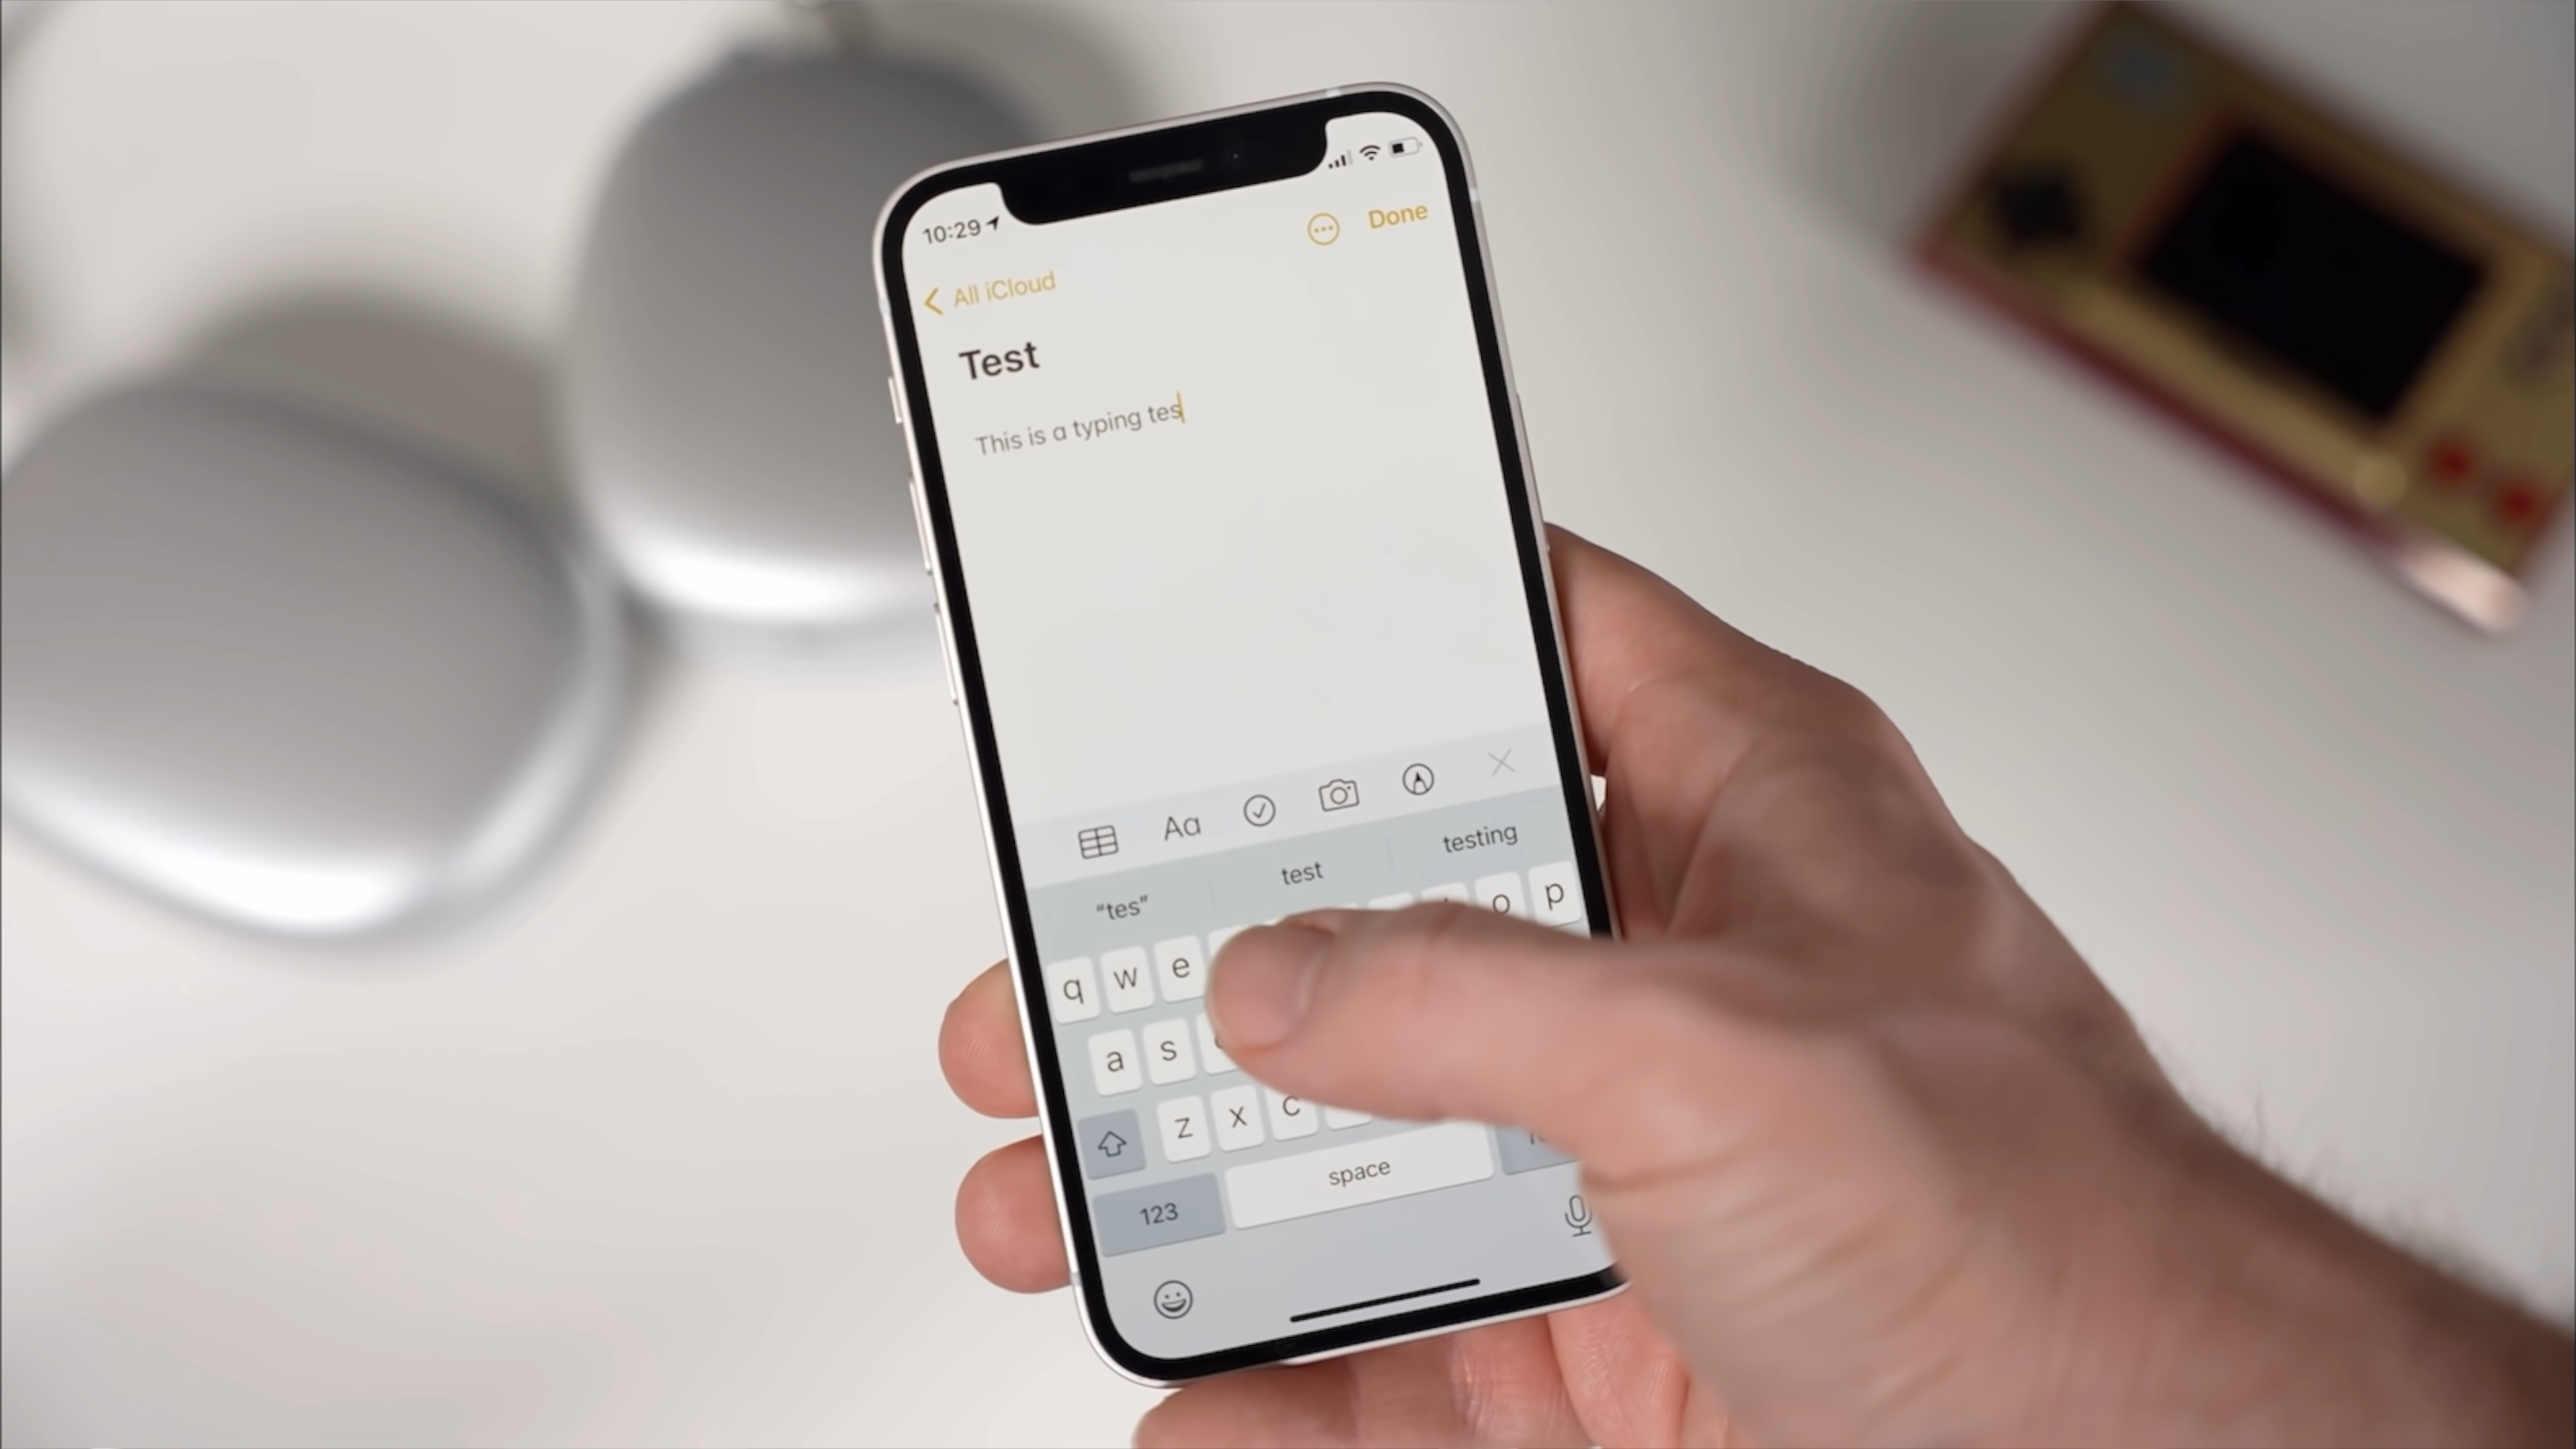 10:29
Done
All iCloud
Test
This is a typing tes
Aa
"tes" test testing
q w e o p
a s
z x c
123 space